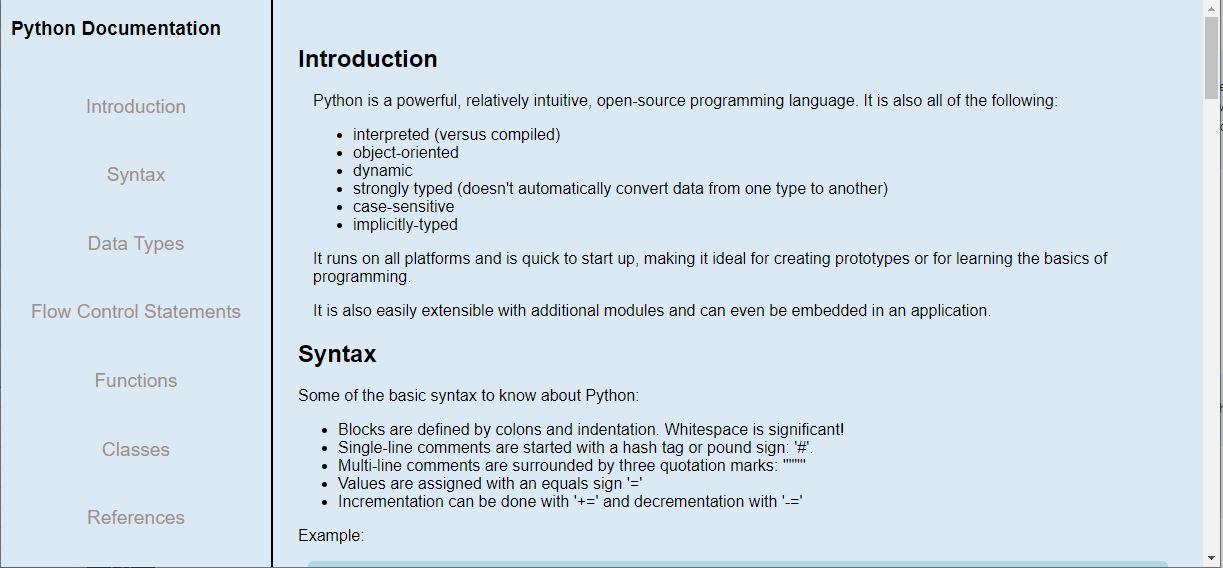 Python Documentation
Introduction
Syntax
Data Types
Flow Control Statements
Functions
Classes
References
Introduction
Python is a powerful, relatively intuitive, open-source programming language. It is also all of the following:
• interpreted (versus compiled)
• object-oriented
• dynamic
• strongly typed (doesn't automatically convert data from one type to another)
• case-sensitive
• implicitly-typed
It runs on all platforms and is quick to start up, making it ideal for creating prototypes or for learning the basics of
programming.
It is also easily extensible with additional modules and can even be embedded in an application.
Syntax
Some of the basic syntax to know about Python:
• Blocks are defined by colons and indentation. Whitespace is significant!
• Single-line comments are started with a hash tag or pound sign: '#'.
• Multi-line comments are surrounded by three quotation marks: '"""'
• Values are assigned with an equals sign '='
• Incrementation can be done with '+=' and decrementation with '-='
Example: